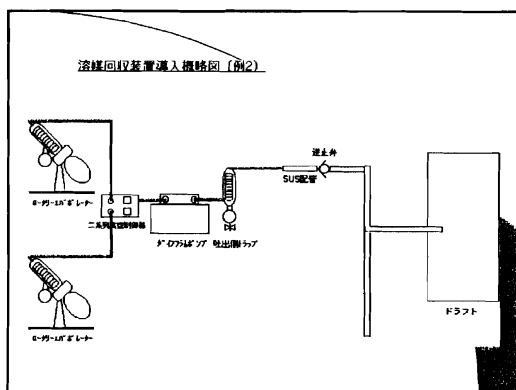 溶媒回収装置導入概略図 (例2)
逆止弁
SUS配管
ロータリーエバポレーター
二系列真空制御器
ダイアフラムポンプ 吐出側トラップ
ドラフト
ロータリーエバポレーター